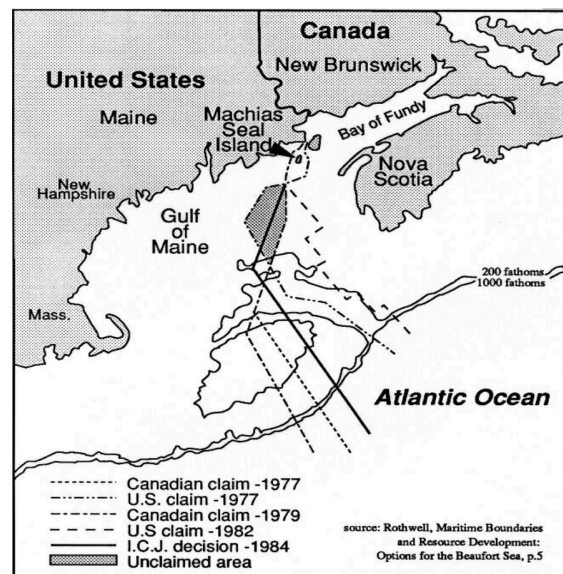 Canada
New Brunswick
United States
Maine
Machias
Seal
Island
Bay of Fundy
Nova
Scotia
New
Hampshire
Gulf
of
Maine
200 fathoms
1000 fathoms
Mass.
Atlantic Ocean
Canadian claim -1977
U.S. claim -1977
Canadain claim -1979
U.S claim -1982
I.C.J. decision -1984
Unclaimed area
source: Rothwell, Maritime Boundaries
and Resource Development:
Options for the Beaufort Sea, p.5